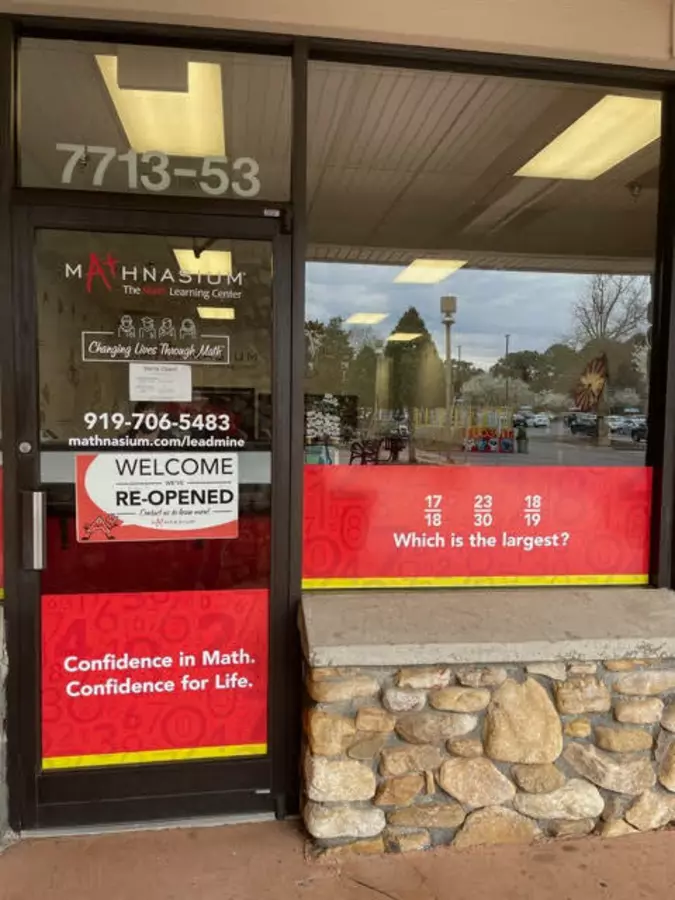 7713-53
MATHNASIUM
The Math Learning Center
Changing Lives Through Math
919-706-5483
mathnasium.com/leadmine
WELCOME
WE'VE
RE-OPENED
Contact us to learn more!
MATHNASIUM
Confidence in Math.
Confidence for Life.
17/18 23/30 18/19
Which is the largest?